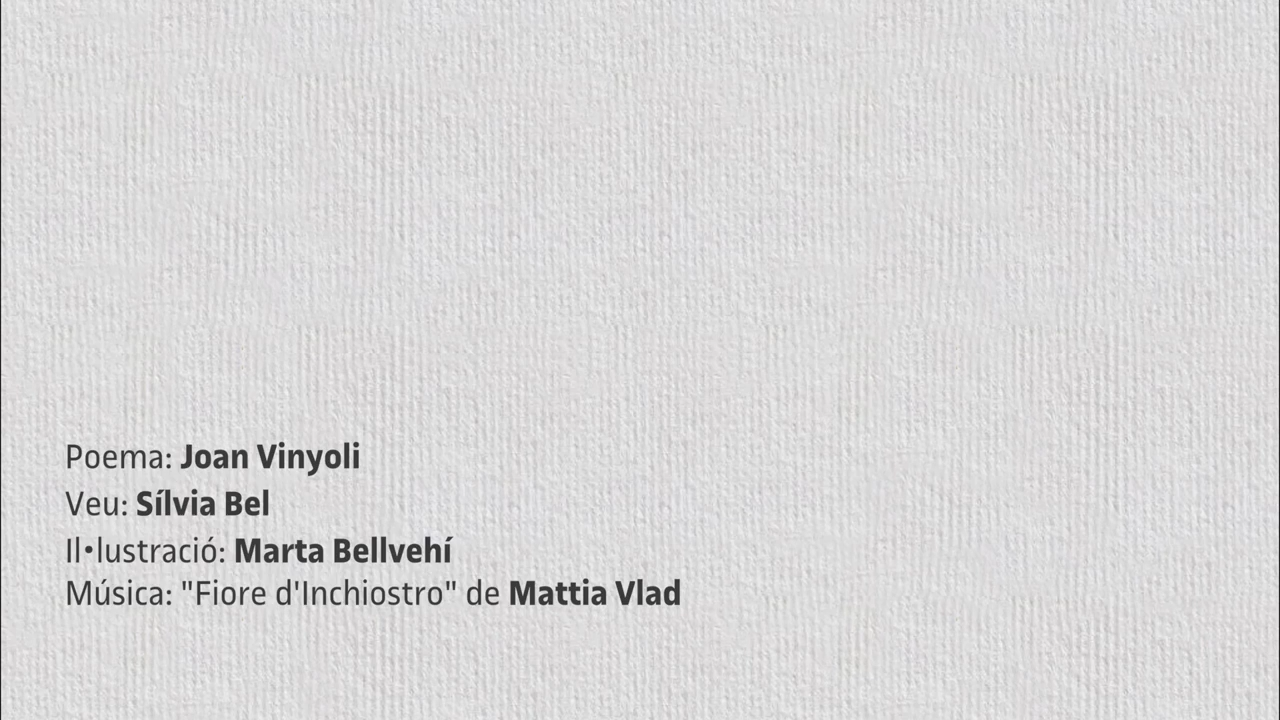 Poema: Joan Vinyoli
Veu: Sílvia Bel
Il•lustració: Marta Bellvehí
Música: "Fiore d'Inchiostro" de Mattia Vlad